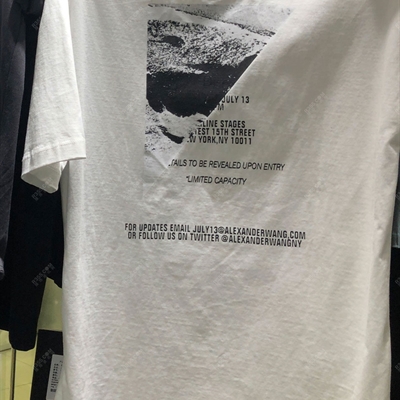 JULY 13
LINE STAGES
EST 15TH STREET
NEW YORK,NY 10011
TAILS TO BE REVEALED UPON ENTRY
*LIMITED CAPACITY
FOR UPDATES EMAIL JULY13@ALEXANDERWANG.COM
OR FOLLOW US ON TWITTER @ALEXANDERWANGNY